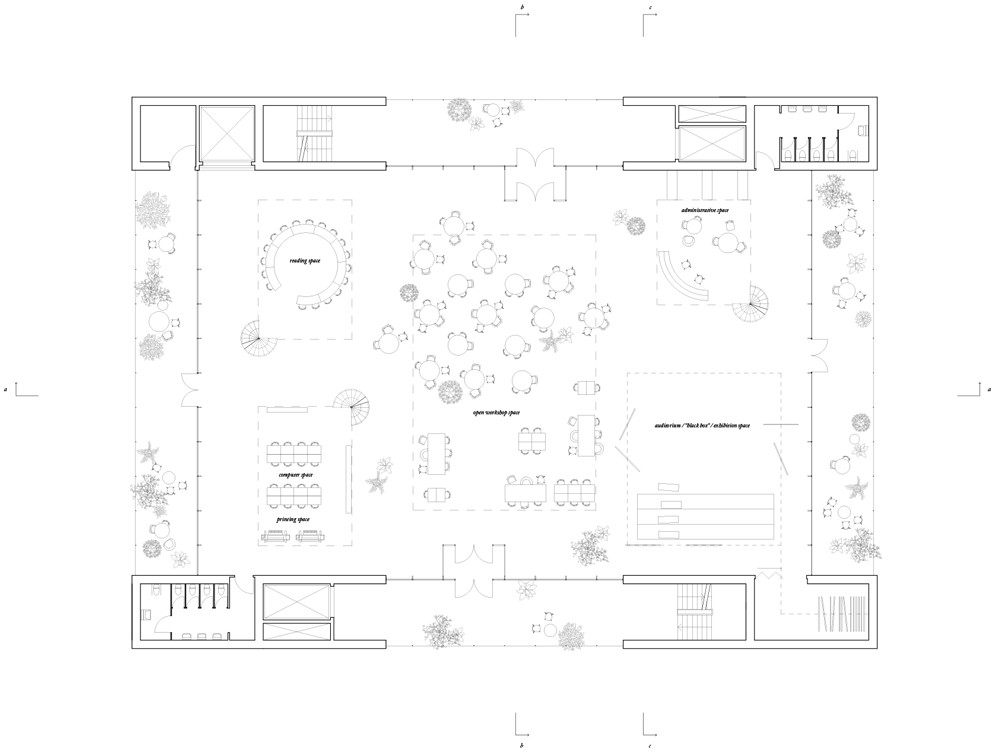 b
c
administrative space
reading space
a
a
open workshop space
auditorium / "black box" / exhibition space
computer space
printing space
b
c